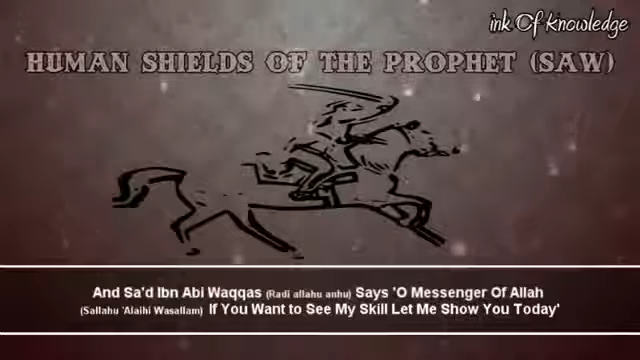 ink Of Knowledge
HUMAN SHIELDS OF THE PROPHET (SAW)
And Sa'd Ibn Abi Waqqas (Radi allahu anhu) Says 'O Messenger Of Allah
(Sallahu 'Alaihi Wasallam) If You Want to See My Skill Let Me Show You Today'